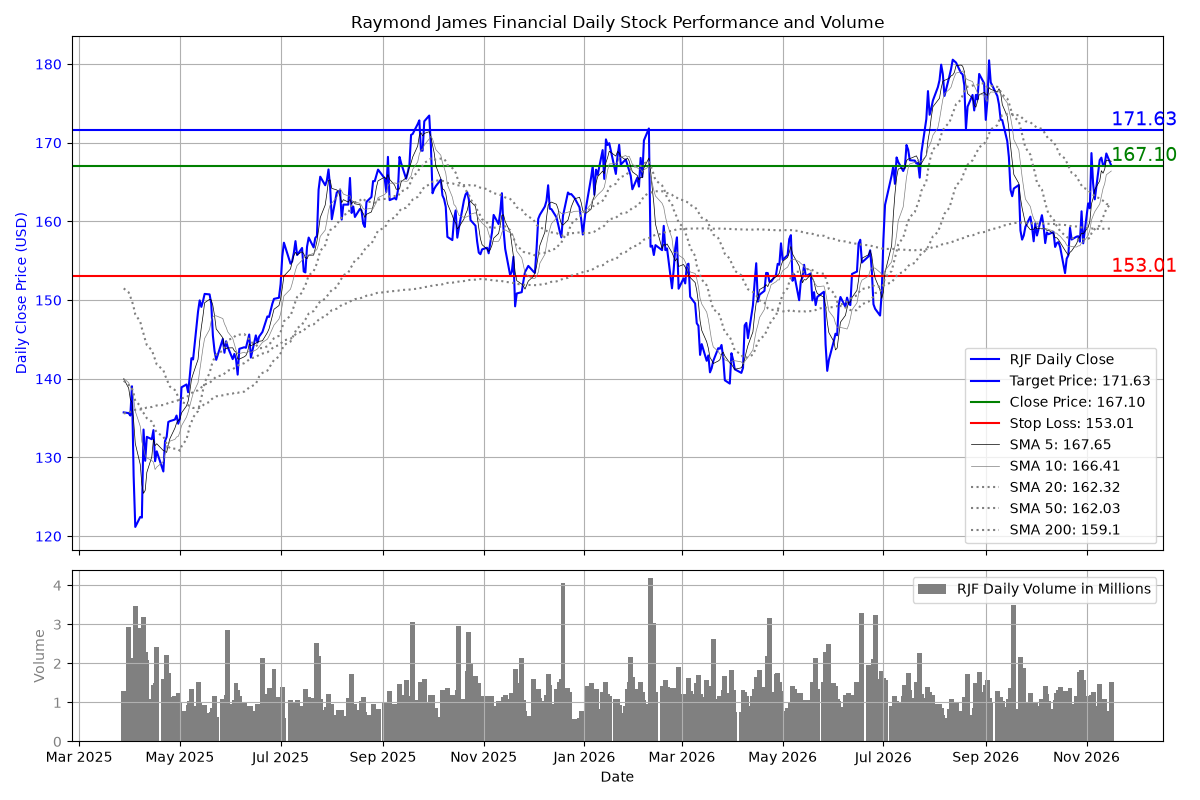 Raymond James Financial Daily Stock Performance and Volume
Daily Close Price (USD)
180
170
160
150
140
130
120
171.63
167.10
153.01
RJF Daily Close
Target Price: 171.63
Close Price: 167.10
Stop Loss: 153.01
SMA 5: 167.65
SMA 10: 166.41
SMA 20: 162.32
SMA 50: 162.03
SMA 200: 159.1
Volume
4
3
2
1
0
RJF Daily Volume in Millions
Mar 2025 May 2025 Jul 2025 Sep 2025 Nov 2025 Jan 2026 Mar 2026 May 2026 Jul 2026 Sep 2026 Nov 2026
Date